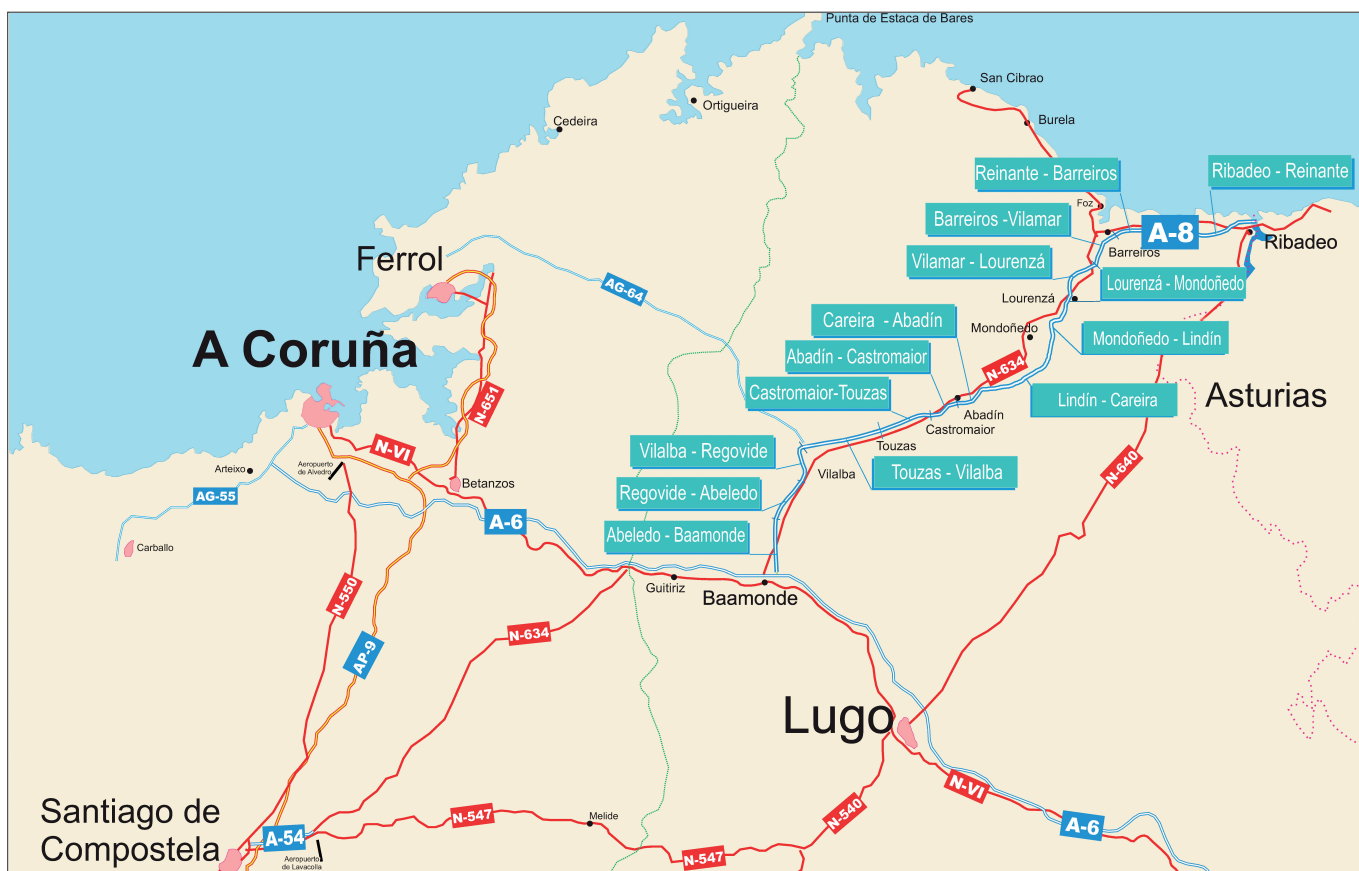 Punta de Estaca de Bares
San Cibrao
Ortigueira
Cedeira
Burela
Reinante - Barreiros
Ribadeo - Reinante
Foz
Barreiros -Vilamar
A-8
Ribadeo
Barreiros
Ferrol
Vilamar - Lourenzá
AG-64
Lourenzá - Mondoñedo
Lourenzá
Careira - Abadín
Mondoñedo
Mondoñedo - Lindín
A Coruña
Abadín - Castromaior
N-634
Castromaior-Touzas
N-651
Lindín - Careira
Asturias
Abadín
Castromaior
N-VI
Touzas
Vilalba - Regovide
Aeropuerto
de Alvedro
Arteixo
Vilalba
Touzas - Vilalba
N-640
Betanzos
AG-55
Regovide - Abeledo
A-6
Abeledo - Baamonde
Carballo
Guitiriz
Baamonde
N-550
N-634
AP-9
Lugo
N-VI
Santiago de
Compostela
N-547
Melide
N-540
A-6
A-54
Aeropuerto
de Lavacolla
N-547